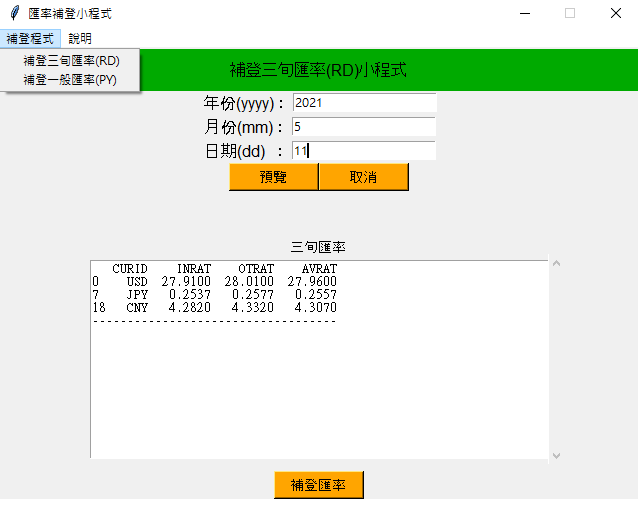 匯率補登小程式
補登程式 說明
補登三旬匯率(RD)
補登一般匯率(PY)
補登三旬匯率(RD)小程式
年份(yyyy) : 2021
月份(mm) : 5
日期(dd) : 11
預覽 取消
三旬匯率
CURID INRAT OTRAT AVRAT
0 USD 27.9100 28.0100 27.9600
7 JPY 0.2537 0.2577 0.2557
18 CNY 4.2820 4.3320 4.3070
-----------------------------------
補登匯率